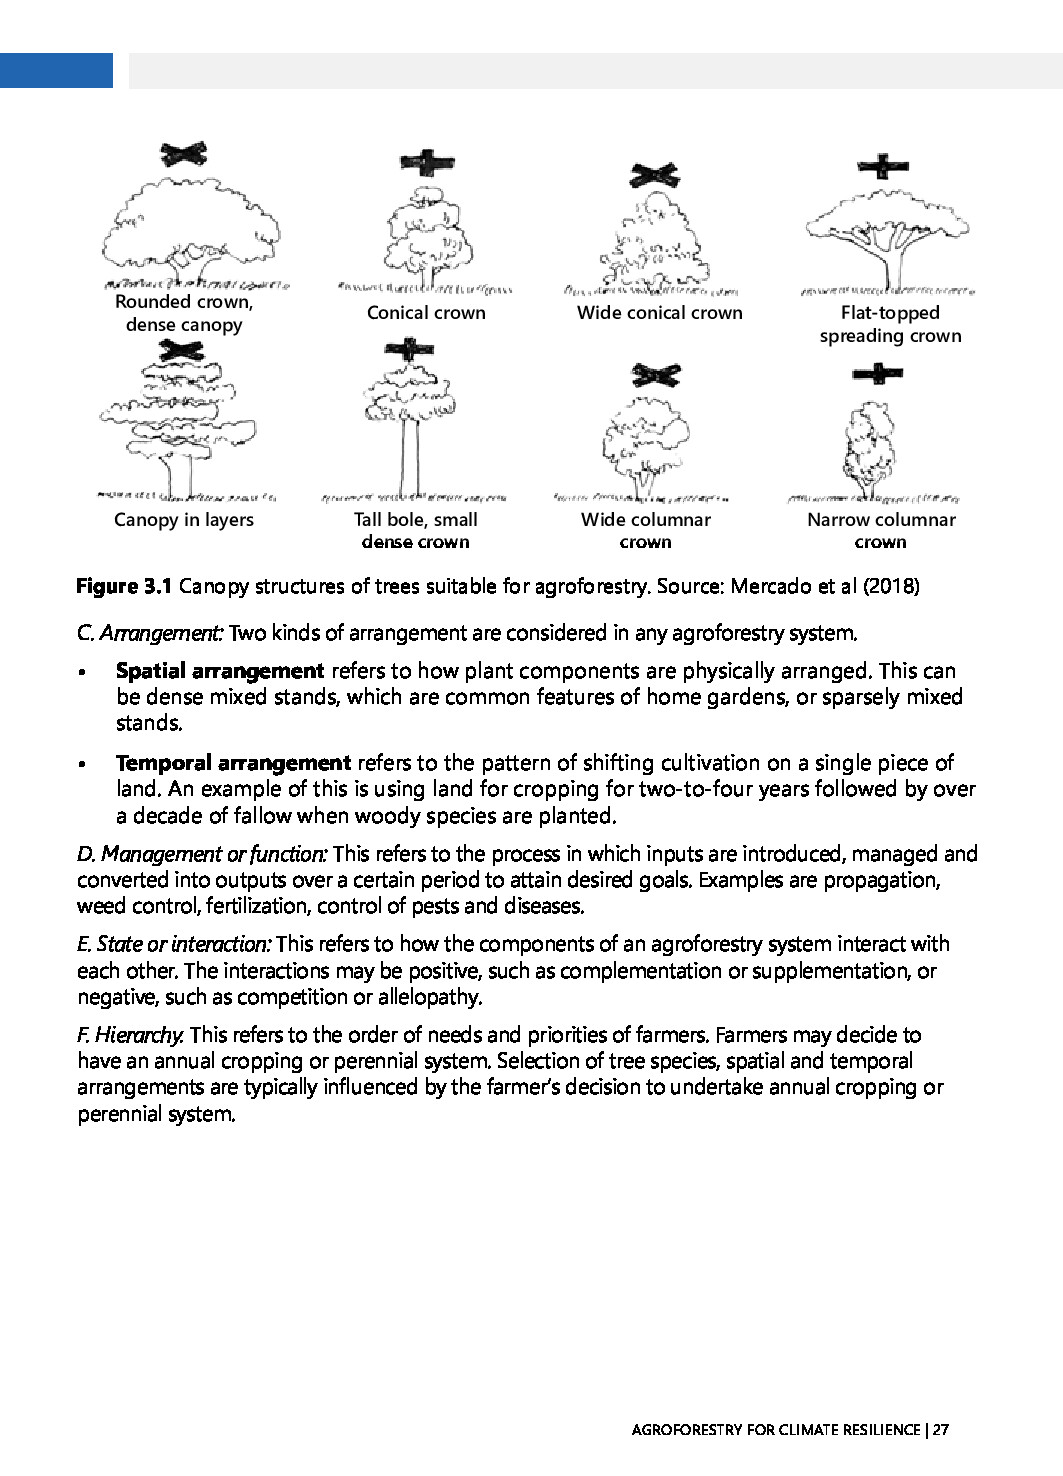 Rounded crown,
dense canopy
Conical crown
Wide conical crown
Flat-topped
spreading crown
Canopy in layers
Tall bole, small
dense crown
Wide columnar
crown
Narrow columnar
crown
Figure 3.1 Canopy structures of trees suitable for agroforestry. Source: Mercado et al (2018)
C. Arrangement: Two kinds of arrangement are considered in any agroforestry system.
• Spatial arrangement refers to how plant components are physically arranged. This can
be dense mixed stands, which are common features of home gardens, or sparsely mixed
stands.
• Temporal arrangement refers to the pattern of shifting cultivation on a single piece of
land. An example of this is using land for cropping for two-to-four years followed by over
a decade of fallow when woody species are planted.
D. Management or function: This refers to the process in which inputs are introduced, managed and
converted into outputs over a certain period to attain desired goals. Examples are propagation,
weed control, fertilization, control of pests and diseases.
E. State or interaction: This refers to how the components of an agroforestry system interact with
each other. The interactions may be positive, such as complementation or supplementation, or
negative, such as competition or allelopathy.
F. Hierarchy. This refers to the order of needs and priorities of farmers. Farmers may decide to
have an annual cropping or perennial system. Selection of tree species, spatial and temporal
arrangements are typically influenced by the farmer's decision to undertake annual cropping or
perennial system.
AGROFORESTRY FOR CLIMATE RESILIENCE | 27